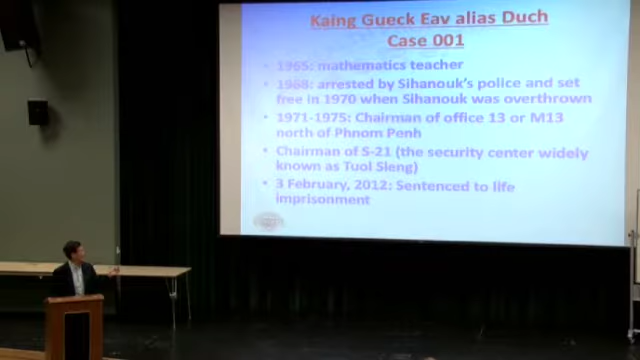 Kaing Gueck Eav alias Duch
Case 001
• 1965: mathematics teacher
• 1968: arrested by Sihanouk's police and set
free in 1970 when Sihanouk was overthrown
• 1971-1975: Chairman of office 13 or M13
north of Phnom Penh
• Chairman of S-21 (the security center widely
known as Tuol Sleng)
• 3 February, 2012: Sentenced to life
imprisonment